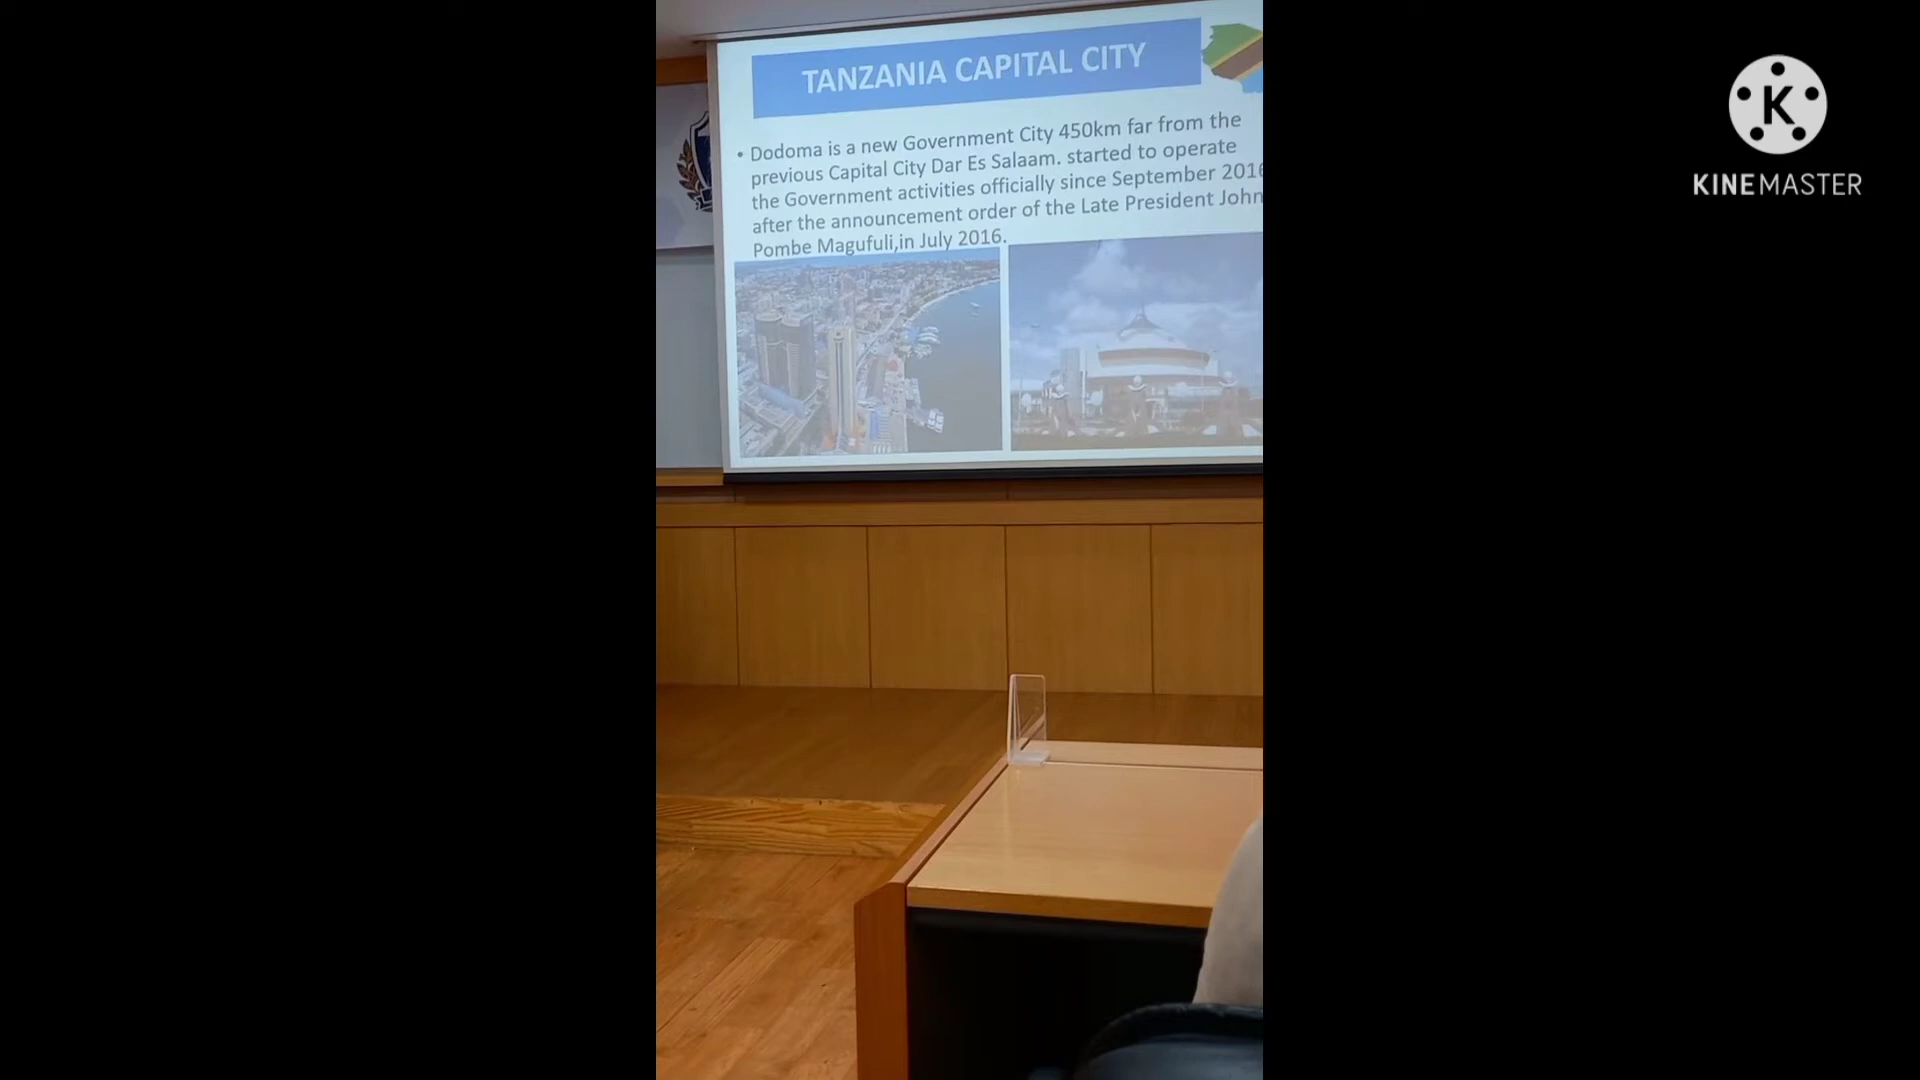 TANZANIA CAPITAL CITY
• Dodoma is a new Government City 450km far from the
previous Capital City Dar Es Salaam. started to operate
the Government activities officially since September 2016
after the announcement order of the Late President John
Pombe Magufuli,in July 2016.
K
KINEMASTER